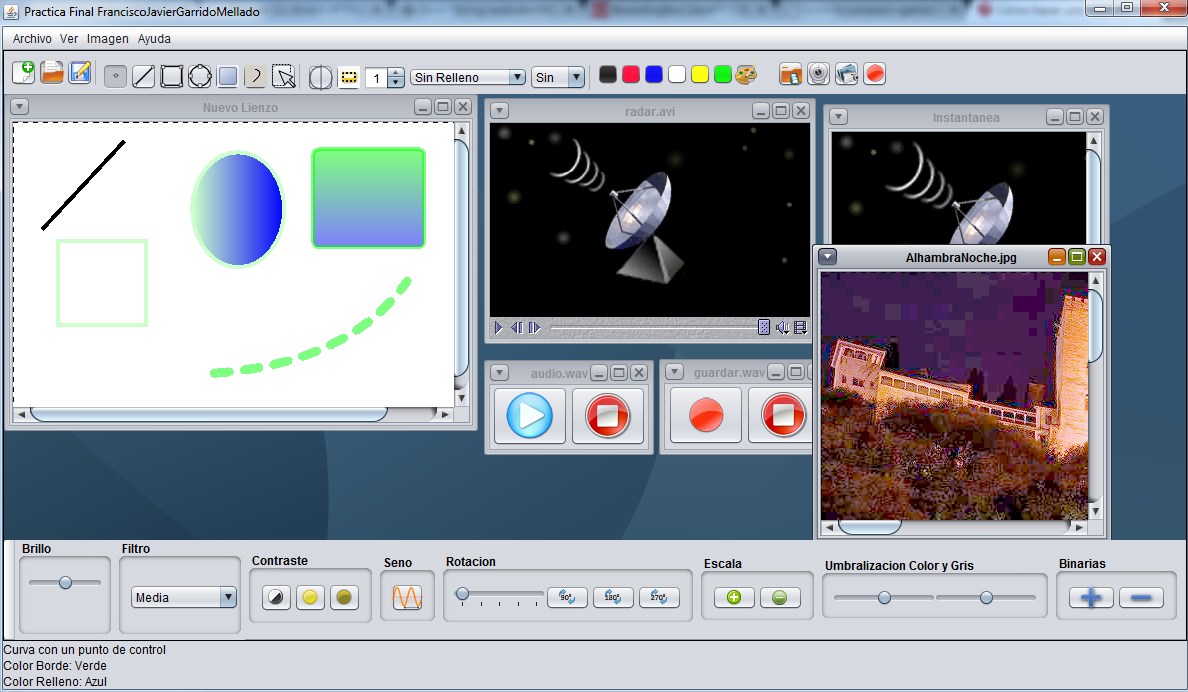 Practica Final FranciscoJavierGarridoMellado
Archivo Ver Imagen Ayuda
1 Sin Relleno Sin
Nuevo Lienzo
radar.avi
Instantanea
AlhambraNoche.jpg
audio.wav
guardar.wav
Brillo
Filtro
Media
Contraste
Seno
Rotacion
90º 180º 270º
Escala
Umbralizacion Color y Gris
Binarias
Curva con un punto de control
Color Borde: Verde
Color Relleno: Azul